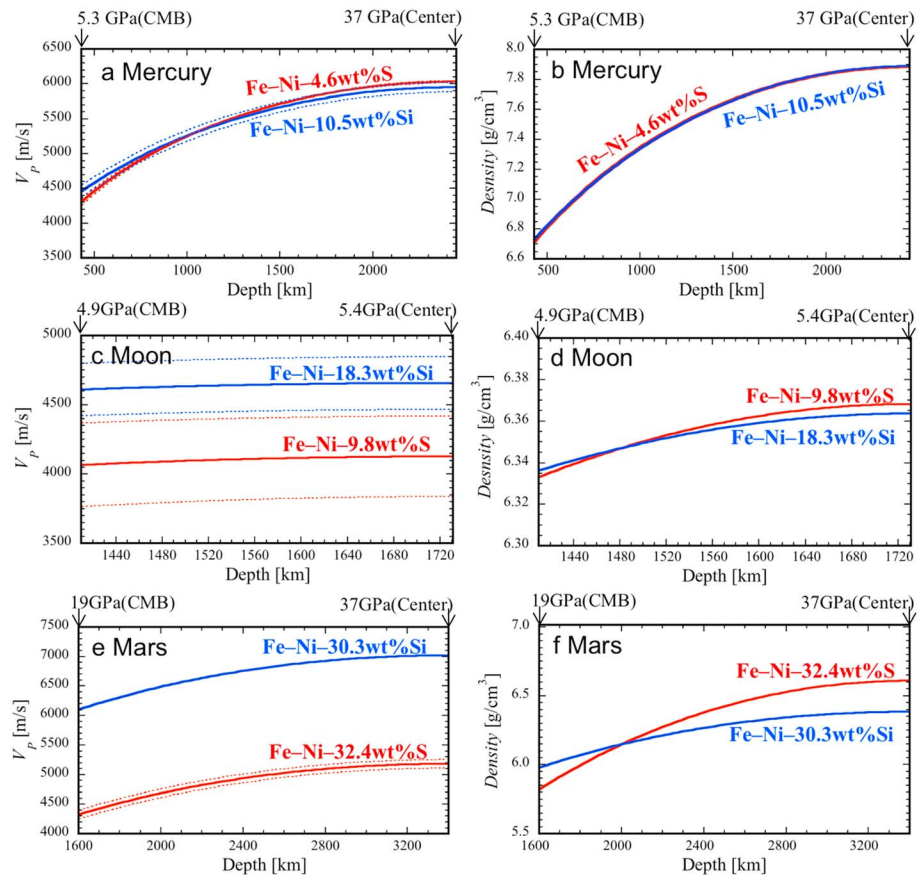 5.3 GPa(CMB) 37 GPa(Center)
6500
6000
5500
5000
4500
4000
3500
V_P [m/s]
a Mercury
Fe–Ni–4.6wt%S
Fe–Ni–10.5wt%Si
500 1000 1500 2000
Depth [km]
5.3 GPa(CMB) 37 GPa(Center)
8.0
7.8
7.6
7.4
7.2
7.0
6.8
6.6
Desnsity [g/cm³]
b Mercury
Fe–Ni–4.6wt%S
Fe–Ni–10.5wt%Si
500 1000 1500 2000
Depth [km]
4.9GPa(CMB) 5.4GPa(Center)
5000
4500
4000
3500
V_P [m/s]
c Moon
Fe–Ni–18.3wt%Si
Fe–Ni–9.8wt%S
1440 1480 1520 1560 1600 1640 1680 1720
Depth [km]
4.9GPa(CMB) 5.4GPa(Center)
6.40
6.38
6.36
6.34
6.32
6.30
Desnsity [g/cm³]
d Moon
Fe–Ni–9.8wt%S
Fe–Ni–18.3wt%Si
1440 1480 1520 1560 1600 1640 1680 1720
Depth [km]
19GPa(CMB) 37GPa(Center)
7500
7000
6500
6000
5500
5000
4500
4000
V_P [m/s]
e Mars
Fe–Ni–30.3wt%Si
Fe–Ni–32.4wt%S
1600 2000 2400 2800 3200
Depth [km]
19GPa(CMB) 37GPa(Center)
7.0
6.5
6.0
5.5
Density [g/cm³]
f Mars
Fe–Ni–32.4wt%S
Fe–Ni–30.3wt%Si
1600 2000 2400 2800 3200
Depth [km]